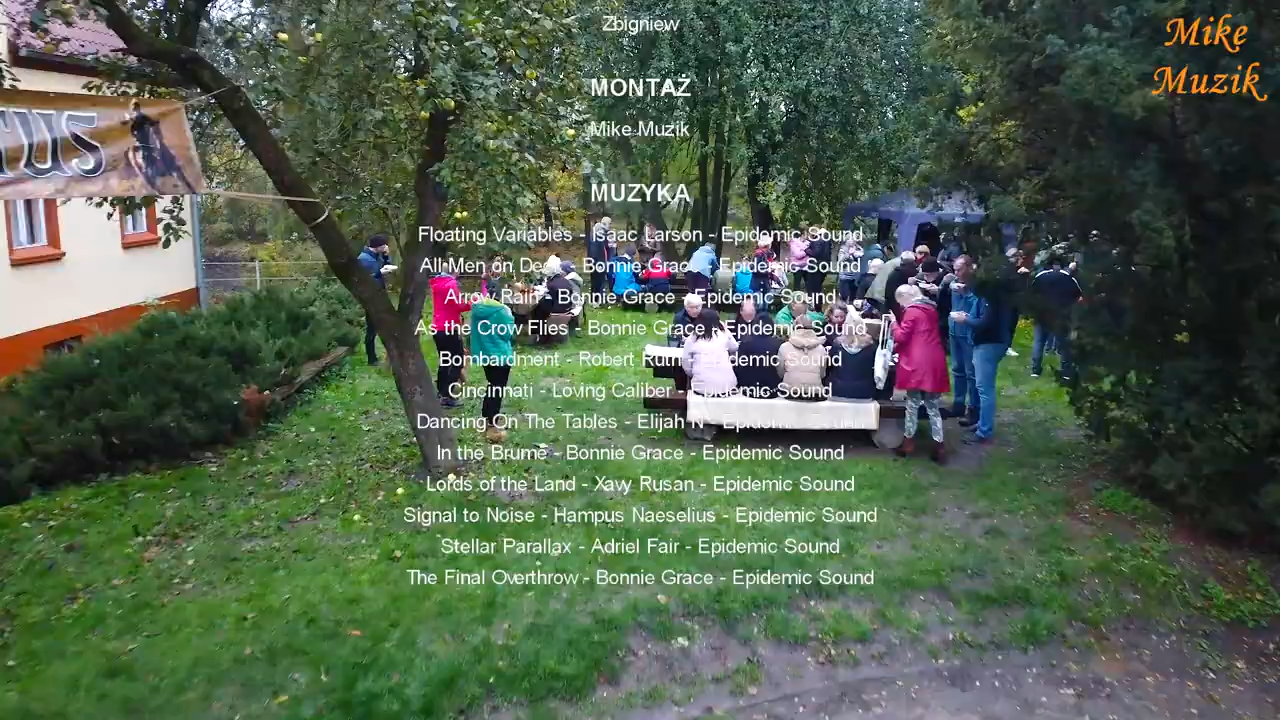 Zbigniew
Mike
Muzik
MONTAŻ
Mike Muzik
MUZYKA
Floating Variables - Isaac Larson - Epidemic Sound
All Men on Deck - Bonnie Grace - Epidemic Sound
Arrow Rain - Bonnie Grace - Epidemic Sound
As the Crow Flies - Bonnie Grace - Epidemic Sound
Bombardment - Robert Ruth - Epidemic Sound
Cincinnati - Loving Caliber - Epidemic Sound
Dancing On The Tables - Elijah N - Epidemic Sound
In the Brume - Bonnie Grace - Epidemic Sound
Lords of the Land - Xavy Rusan - Epidemic Sound
Signal to Noise - Hampus Naeselius - Epidemic Sound
Stellar Parallax - Adriel Fair - Epidemic Sound
The Final Overthrow - Bonnie Grace - Epidemic Sound